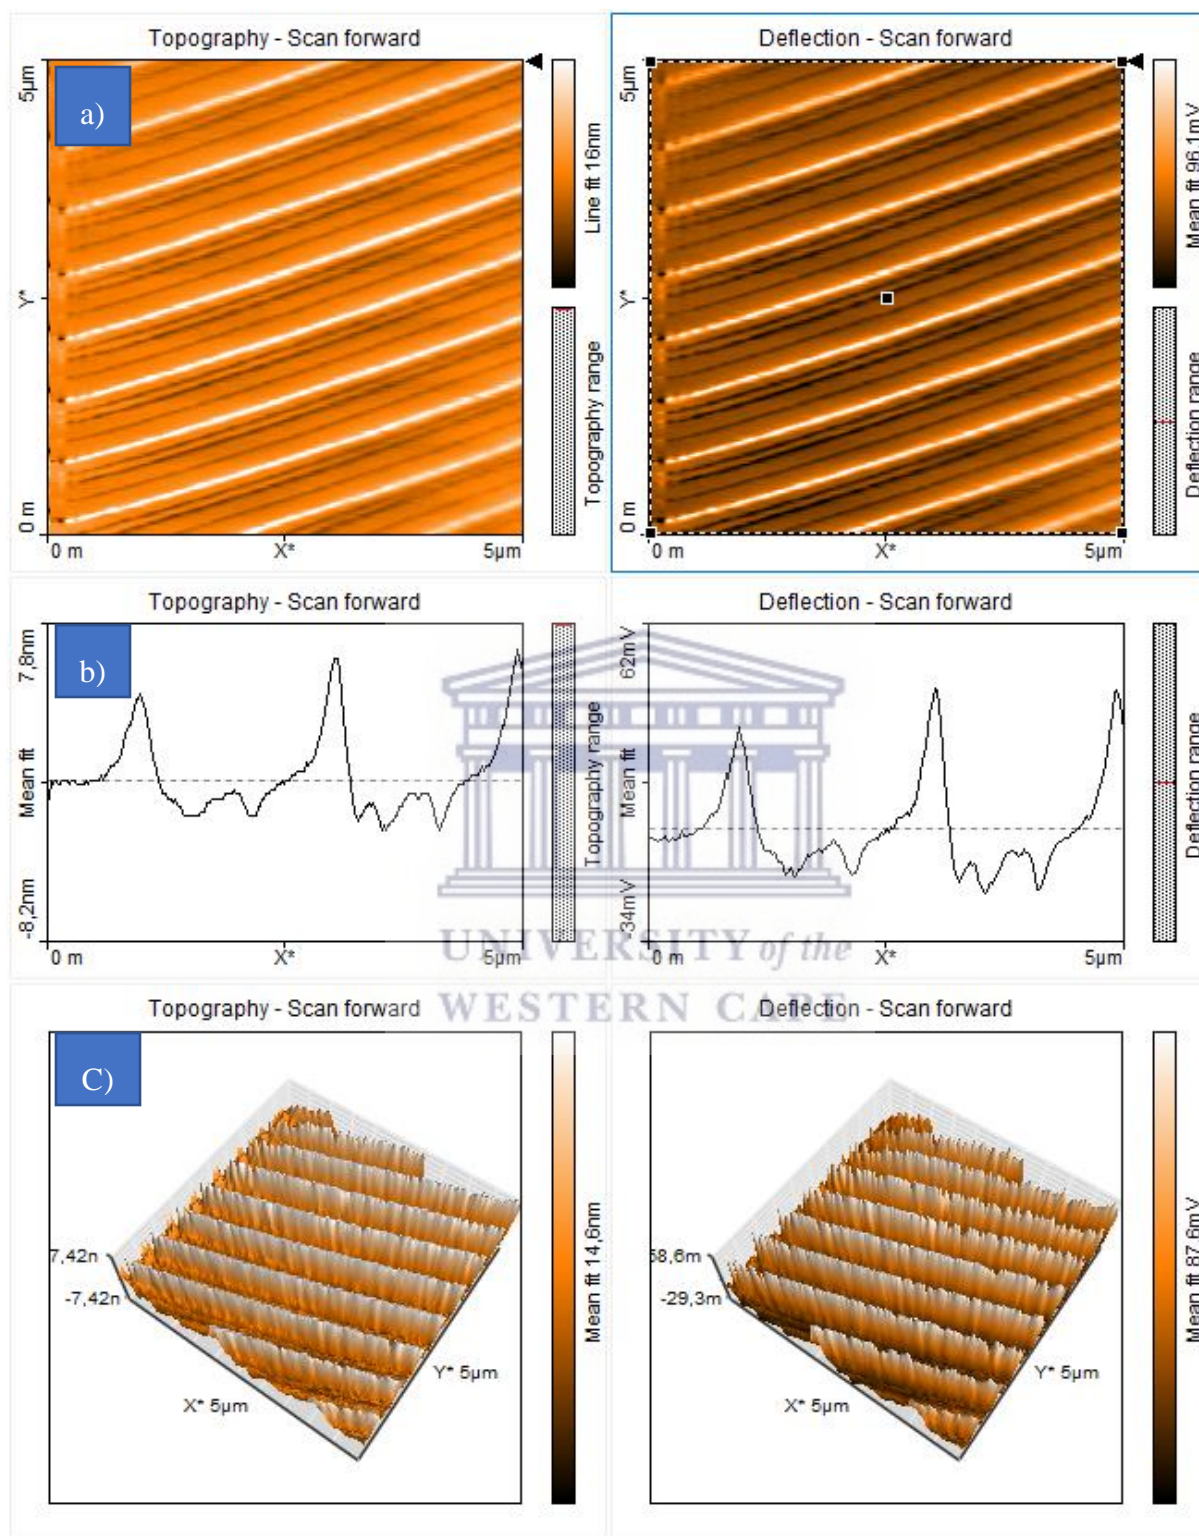 Topography - Scan forward
a)
5µm
Y*
0 m
0 m
X*
5µm
Line fit 16nm
Topography range
Deflection - Scan forward
0 m
0 m
X*
5µm
Mean fit 96,1mV
Deflection range
Topography - Scan forward
b)
7,8nm
Mean fit
-8,2nm
0 m
X*
5µm
Topography range
Deflection - Scan forward
62mV
Mean fit
-34mV
0 m
X*
5µm
Deflection range
UNIVERSITY of the
WESTERN CAPE
Topography - Scan forward
C)
7,42n
-7,42n
X* 5µm
Y* 5µm
Mean fit 14,6nm
Deflection - Scan forward
58,6m
-29,3m
X* 5µm
Y* 5µm
Mean fit 87,6mV